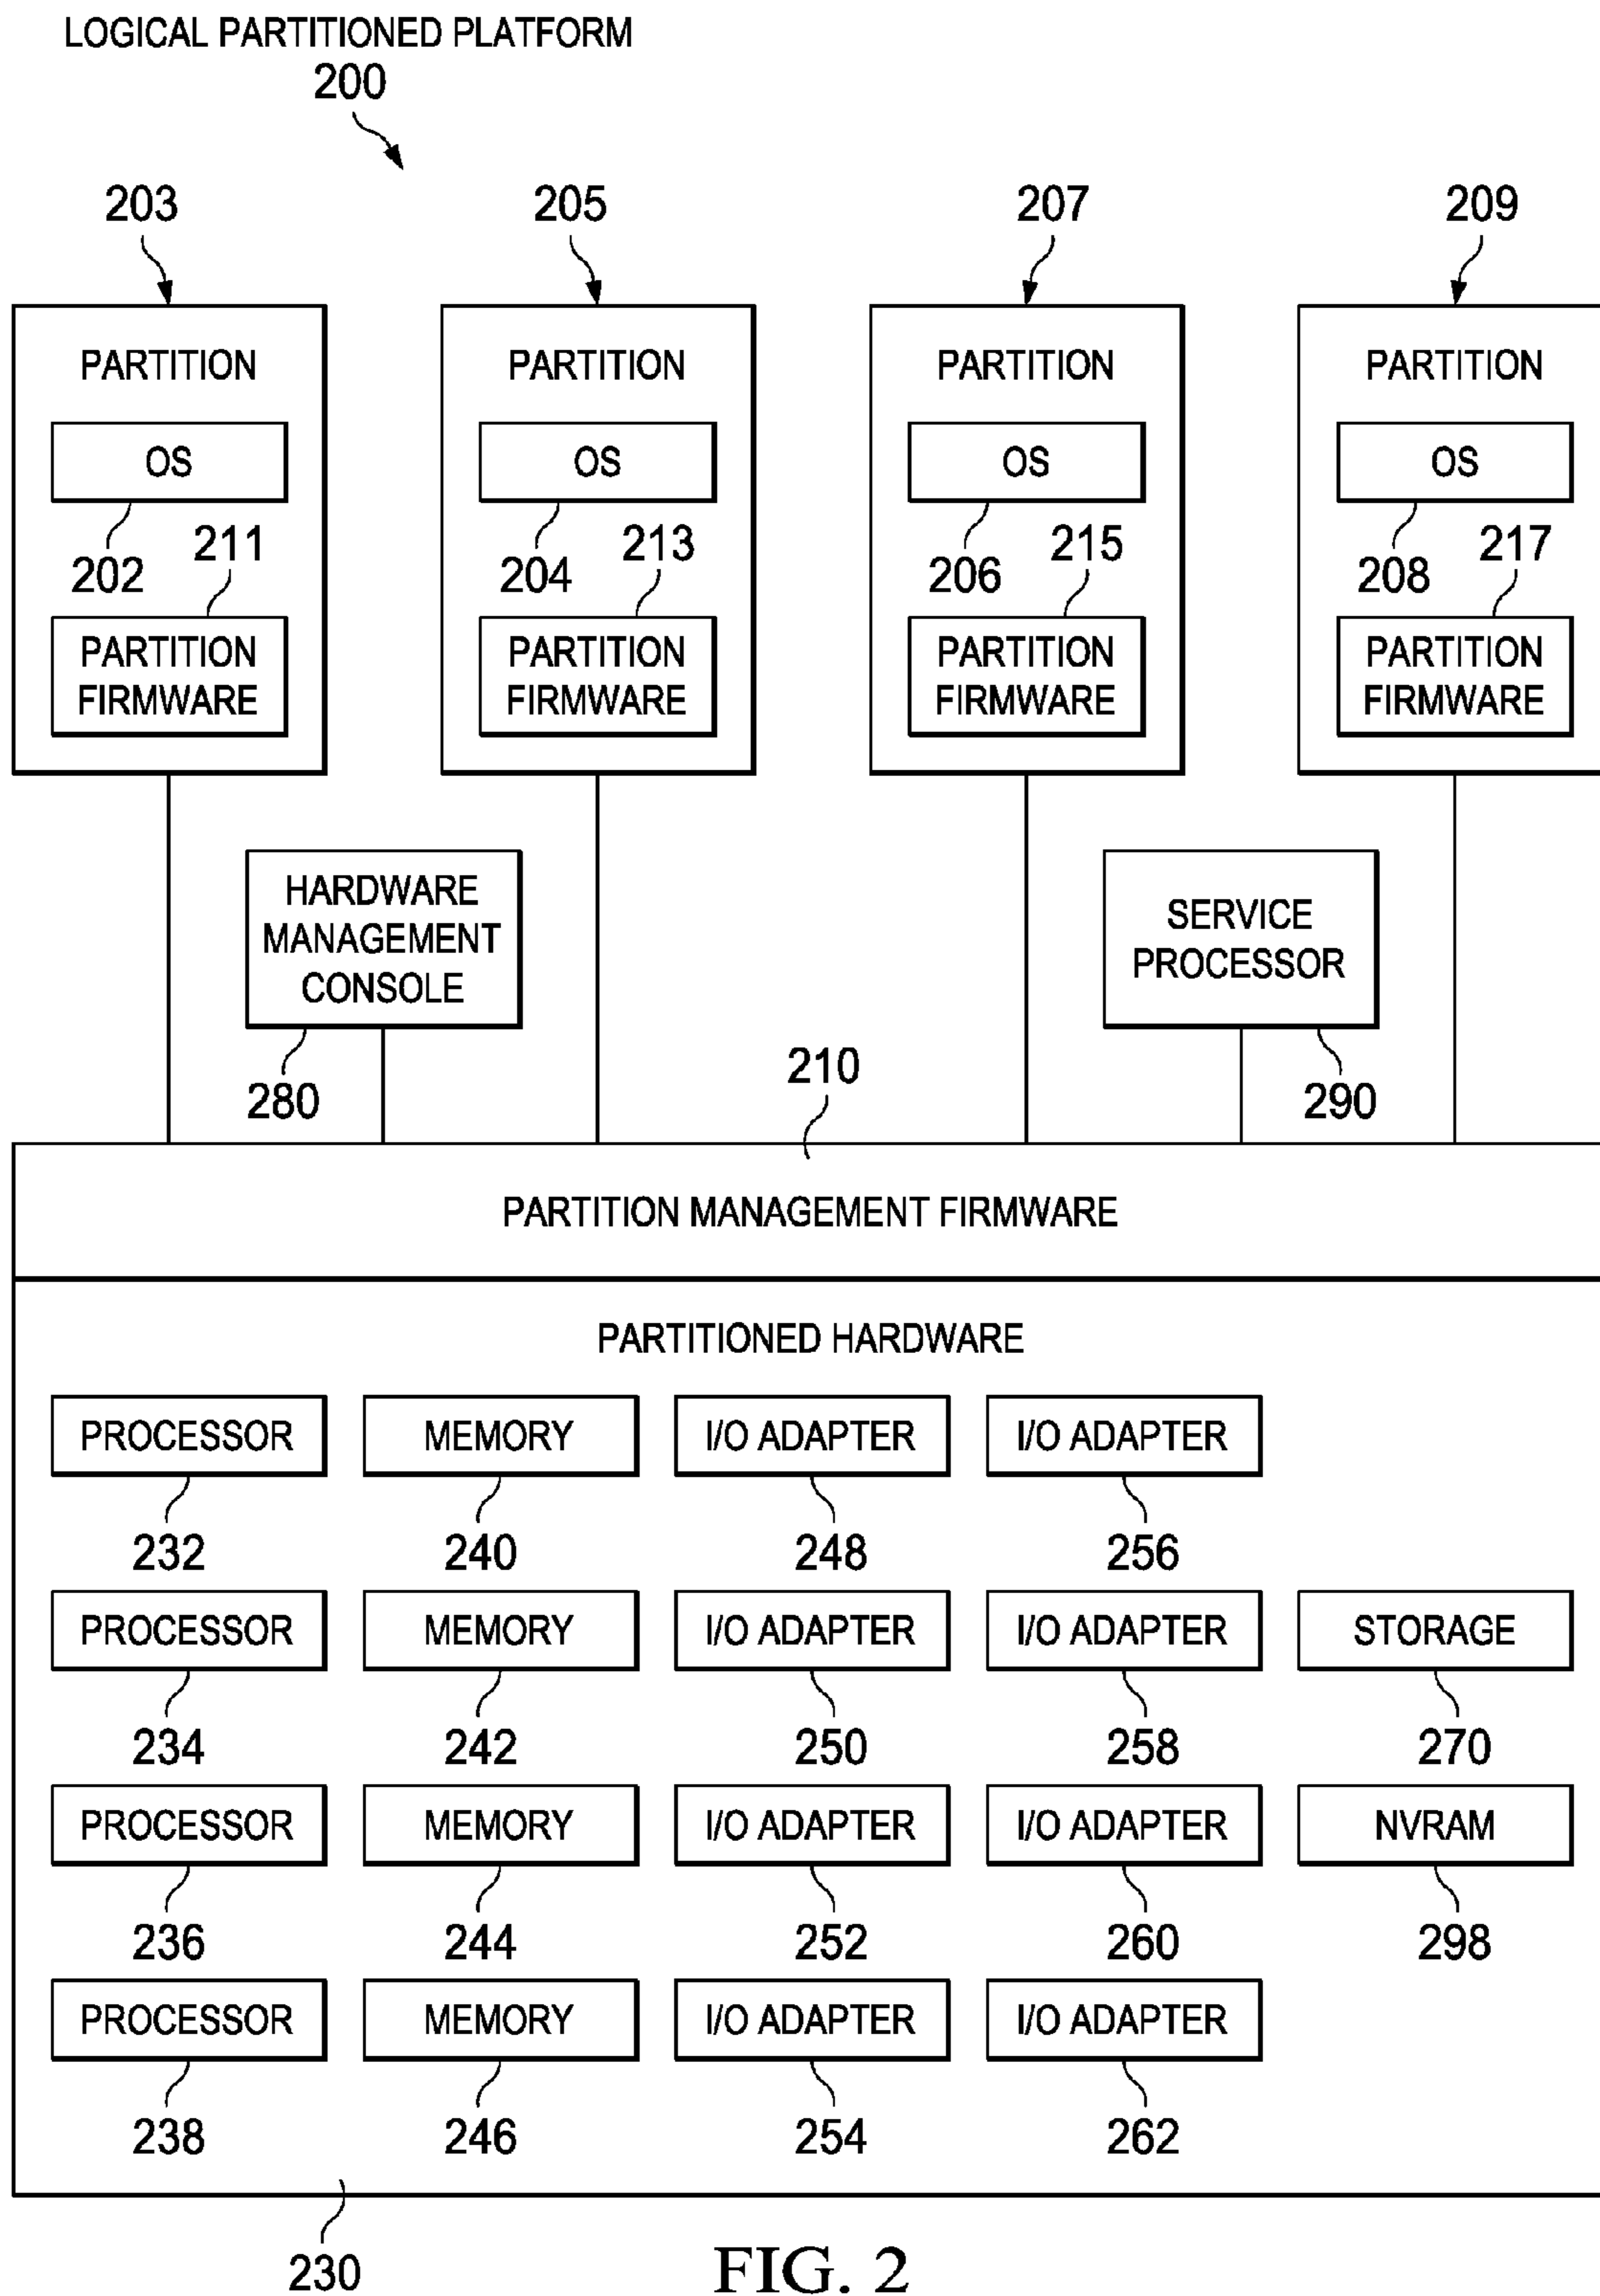 LOGICAL PARTITIONED PLATFORM
200
203 205 207 209
PARTITION PARTITION PARTITION PARTITION
OS OS OS OS
211 213 215 217
202 204 206 208
PARTITION PARTITION PARTITION PARTITION
FIRMWARE FIRMWARE FIRMWARE FIRMWARE
HARDWARE
MANAGEMENT
CONSOLE
280
SERVICE
PROCESSOR
290
210
PARTITION MANAGEMENT FIRMWARE
PARTITIONED HARDWARE
PROCESSOR MEMORY I/O ADAPTER I/O ADAPTER
232 240 248 256
PROCESSOR MEMORY I/O ADAPTER I/O ADAPTER STORAGE
234 242 250 258 270
PROCESSOR MEMORY I/O ADAPTER I/O ADAPTER NVRAM
236 244 252 260 298
PROCESSOR MEMORY I/O ADAPTER I/O ADAPTER
238 246 254 262
230
FIG. 2